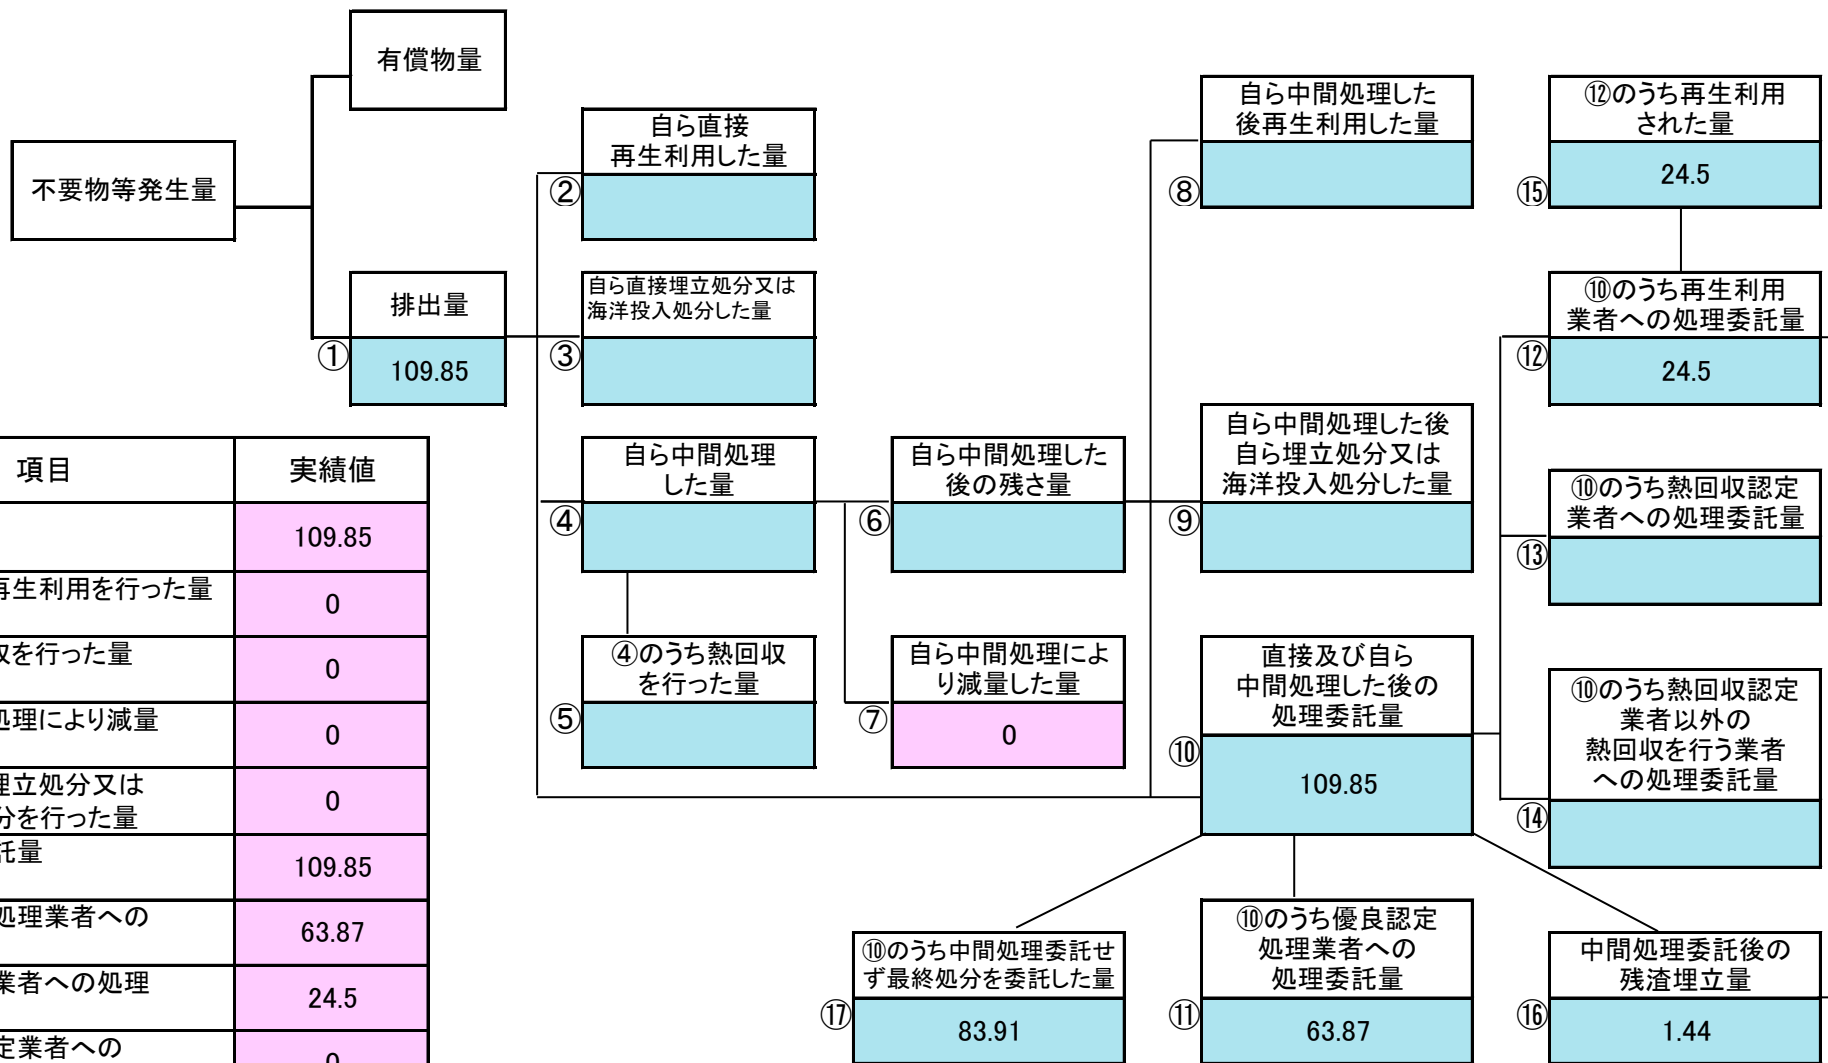 有償物量
不要物等発生量
排出量
①
109.85
自ら直接
再生利用した量
②
自ら直接埋立処分又は
海洋投入処分した量
③
自ら中間処理
した量
④
④のうち熱回収
を行った量
⑤
自ら中間処理した
後の残さ量
⑥
自ら中間処理によ
り減量した量
⑦
0
自ら中間処理した
後再生利用した量
⑧
自ら中間処理した後
自ら埋立処分又は
海洋投入処分した量
⑨
直接及び自ら
中間処理した後の
処理委託量
⑩
109.85
⑩のうち優良認定
処理業者への
処理委託量
⑪
63.87
⑩のうち中間処理委託せ
ず最終処分を委託した量
⑰
83.91
⑫のうち再生利用
された量
⑮
24.5
⑩のうち再生利用
業者への処理委託量
⑫
24.5
⑩のうち熱回収認定
業者への処理委託量
⑬
⑩のうち熱回収認定
業者以外の
熱回収を行う業者
への処理委託量
⑭
中間処理委託後の
残渣埋立量
⑯
1.44
項目
実績値
109.85
再生利用を行った量
0
を行った量
0
処理により減量
0
埋立処分又は
分を行った量
0
託量
109.85
処理業者への
63.87
業者への処理
24.5
定業者への
0